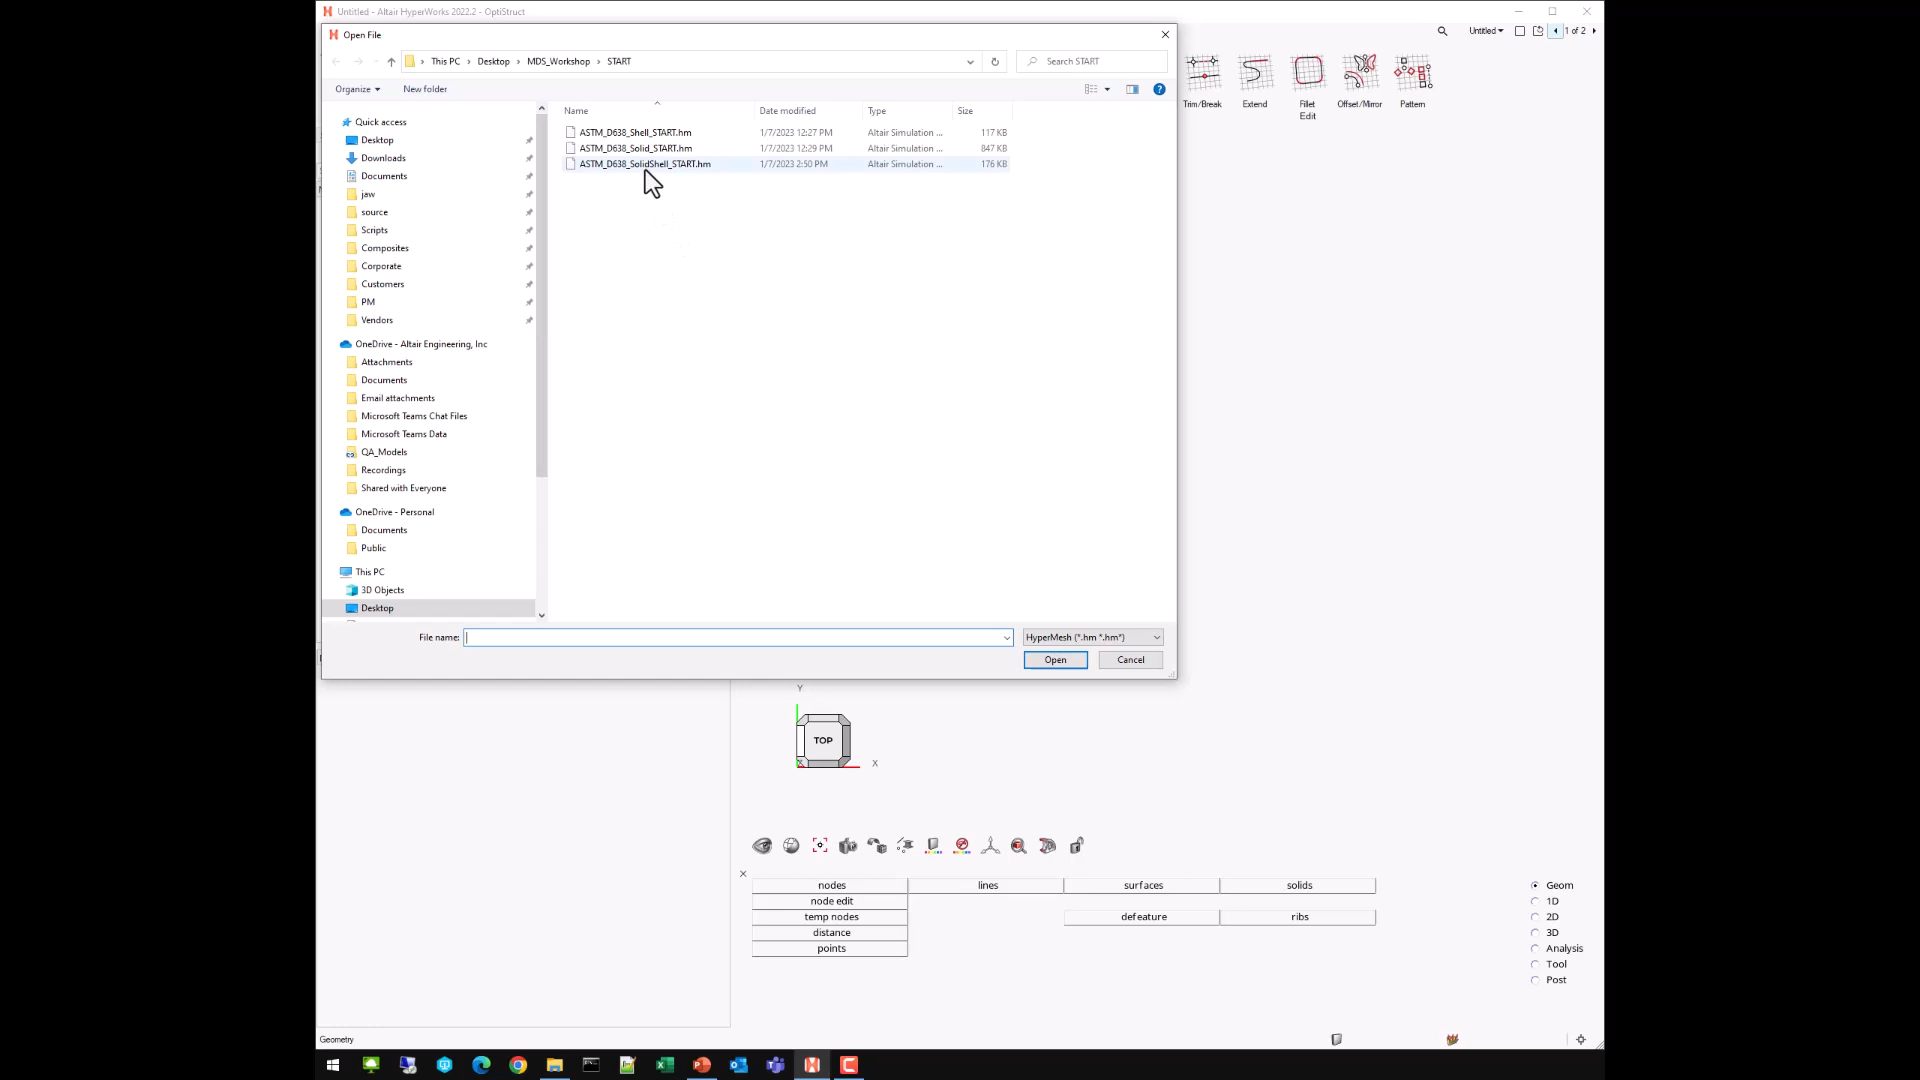 Untitled - Altair HyperWorks 2022.2 - OptiStruct
Open File
This PC > Desktop > MDS_Workshop > START
Search START
Untitled
1 of 2
Organize
New folder
Trim/Break
Extend
Fillet Edit
Offset/Mirror
Pattern
Name
Date modified
Type
Size
ASTM_D638_Shell_START.hm 1/7/2023 12:27 PM Altair Simulation ... 117 KB
ASTM_D638_Solid_START.hm 1/7/2023 12:29 PM Altair Simulation ... 847 KB
ASTM_D638_SolidShell_START.hm 1/7/2023 2:50 PM Altair Simulation ... 176 KB
Quick access
Desktop
Downloads
Documents
jaw
source
Scripts
Composites
Corporate
Customers
PM
Vendors
OneDrive - Altair Engineering, Inc
Attachments
Documents
Email attachments
Microsoft Teams Chat Files
Microsoft Teams Data
QA_Models
Recordings
Shared with Everyone
OneDrive - Personal
Documents
Public
This PC
3D Objects
Desktop
File name:
HyperMesh (*.hm *.hm*)
Open
Cancel
Y
TOP
X
nodes lines surfaces solids
node edit
temp nodes defeature ribs
distance
points
Geom
1D
2D
3D
Analysis
Tool
Post
Geometry